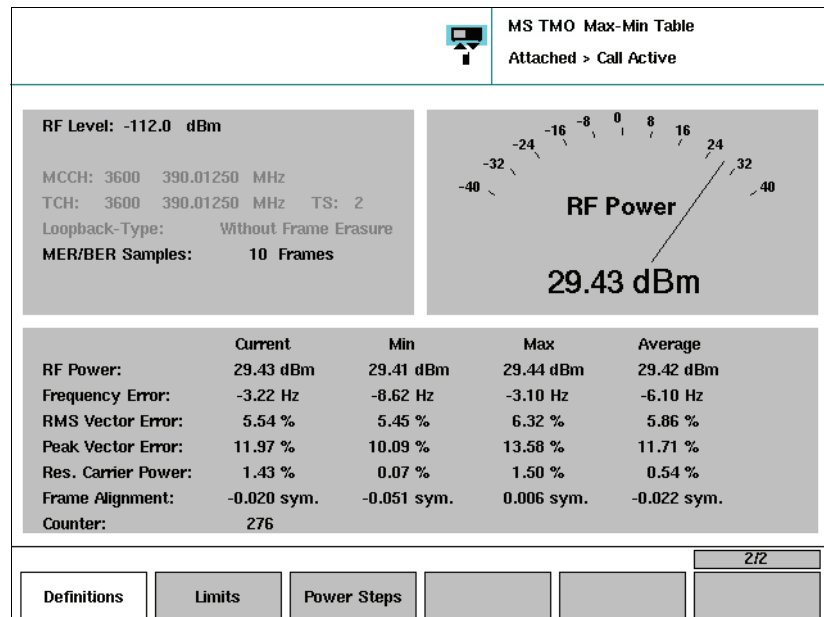 MS TMO Max-Min Table
Attached > Call Active
RF Level: -112.0 dBm
MCCH: 3600 390.01250 MHz
TCH: 3600 390.01250 MHz TS: 2
Loopback-Type: Without Frame Erasure
MER/BER Samples: 10 Frames
-40 -32 -24 -16 -8 0 8 16 24 32 40
RF Power
29.43 dBm
Current Min Max Average
RF Power: 29.43 dBm 29.41 dBm 29.44 dBm 29.42 dBm
Frequency Error: -3.22 Hz -8.62 Hz -3.10 Hz -6.10 Hz
RMS Vector Error: 5.54 % 5.45 % 6.32 % 5.86 %
Peak Vector Error: 11.97 % 10.09 % 13.58 % 11.71 %
Res. Carrier Power: 1.43 % 0.07 % 1.50 % 0.54 %
Frame Alignment: -0.020 sym. -0.051 sym. 0.006 sym. -0.022 sym.
Counter: 276
2/2
Definitions Limits Power Steps